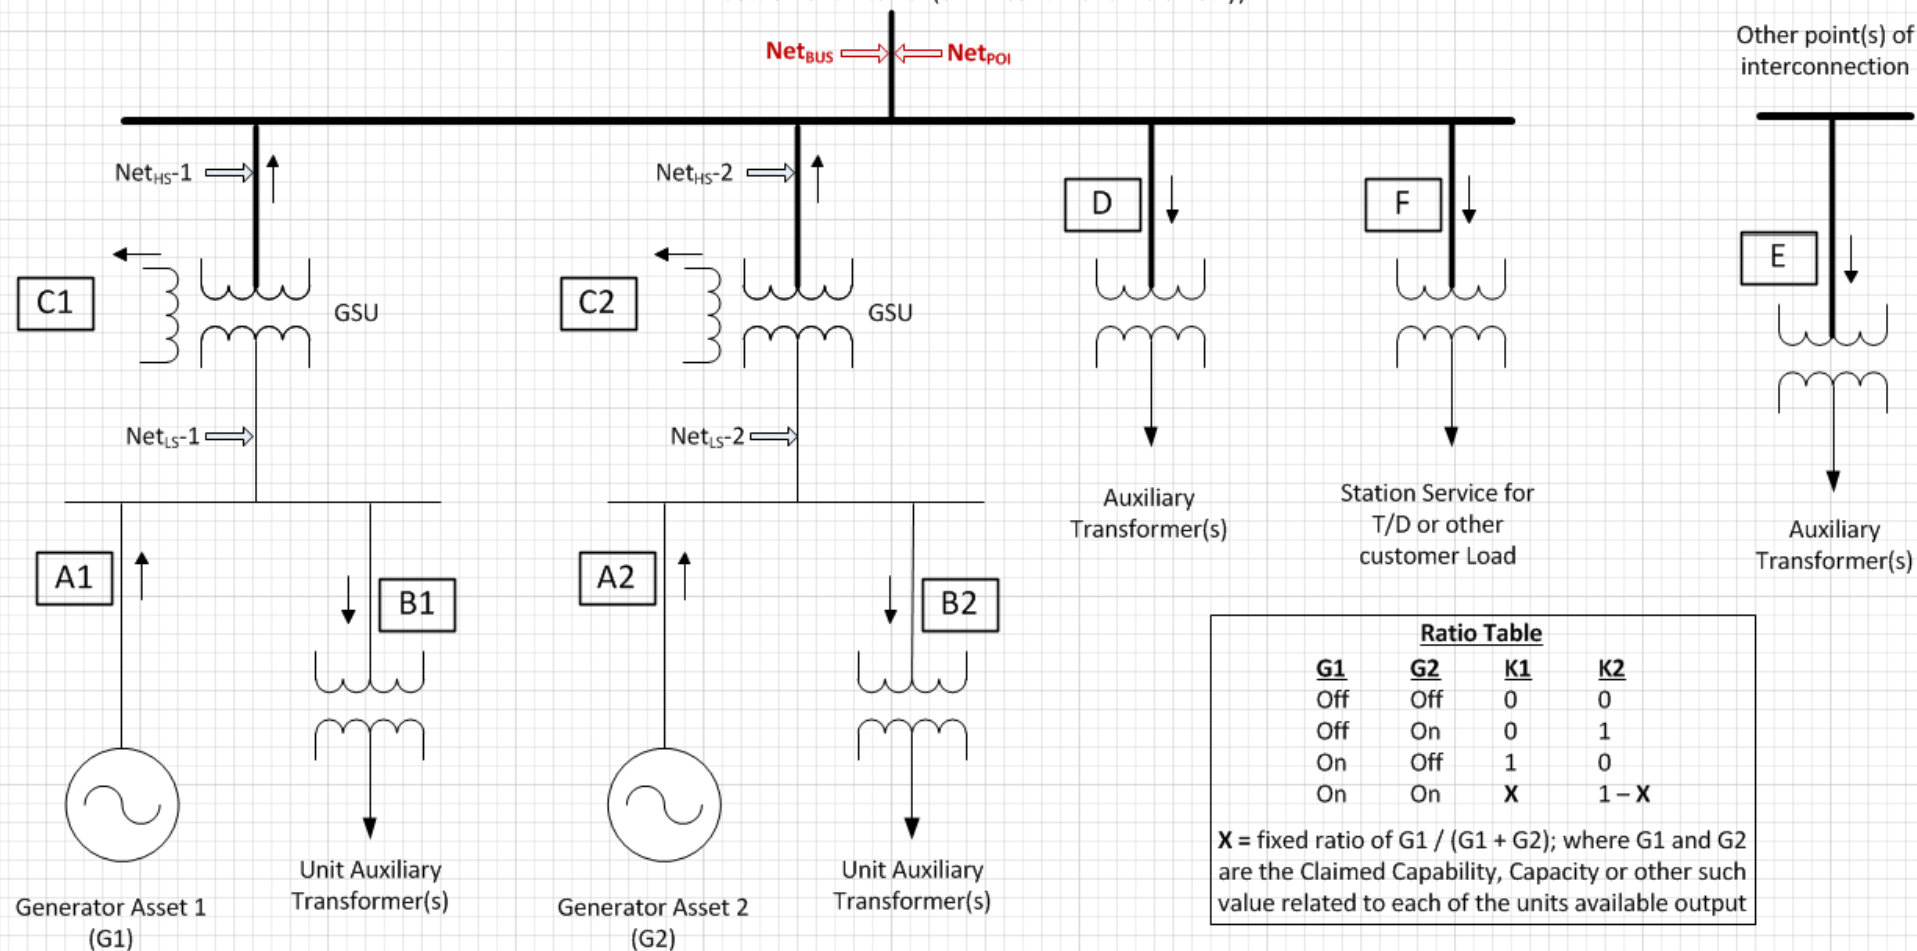 Net_BUS
Net_POI
Other point(s) of
interconnection
Net_HS-1
Net_HS-2
D
F
E
C1
GSU
C2
GSU
Net_LS-1
Net_LS-2
Auxiliary
Transformer(s)
Station Service for
T/D or other
customer Load
Auxiliary
Transformer(s)
A1
B1
A2
B2
Ratio Table
G1 G2 K1 K2
Off Off 0 0
Off On 0 1
On Off 1 0
On On X 1 – X
X = fixed ratio of G1 / (G1 + G2); where G1 and G2
are the Claimed Capability, Capacity or other such
value related to each of the units available output
Unit Auxiliary
Transformer(s)
Unit Auxiliary
Transformer(s)
Generator Asset 1
(G1)
Generator Asset 2
(G2)